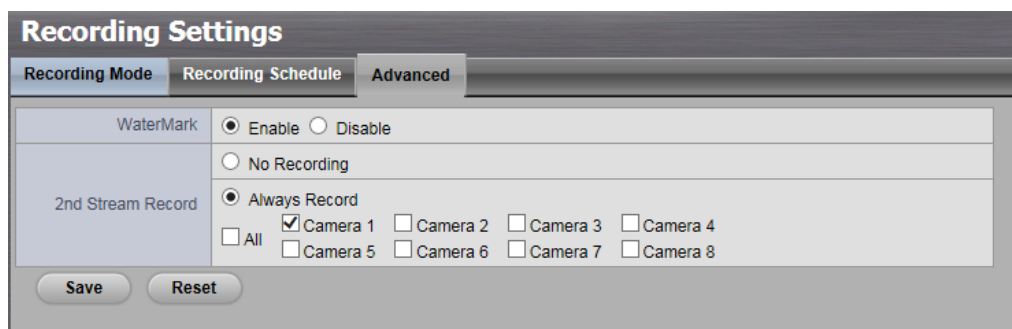 Recording Settings
Recording Mode Recording Schedule Advanced
WaterMark Enable Disable
No Recording
2nd Stream Record Always Record
All Camera 1 Camera 2 Camera 3 Camera 4
Camera 5 Camera 6 Camera 7 Camera 8
Save Reset